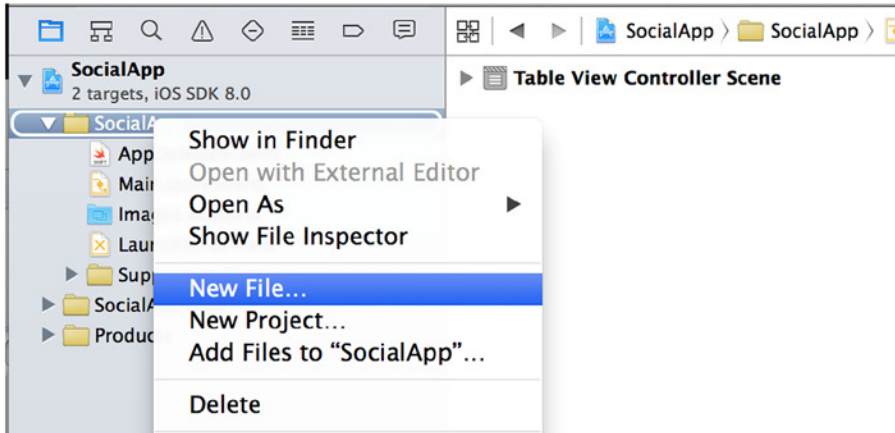 SocialApp 〉 SocialApp 〉
SocialApp
2 targets, iOS SDK 8.0
Table View Controller Scene
Show in Finder
Open with External Editor
Open As
Show File Inspector
New File...
New Project...
Add Files to “SocialApp”...
Delete